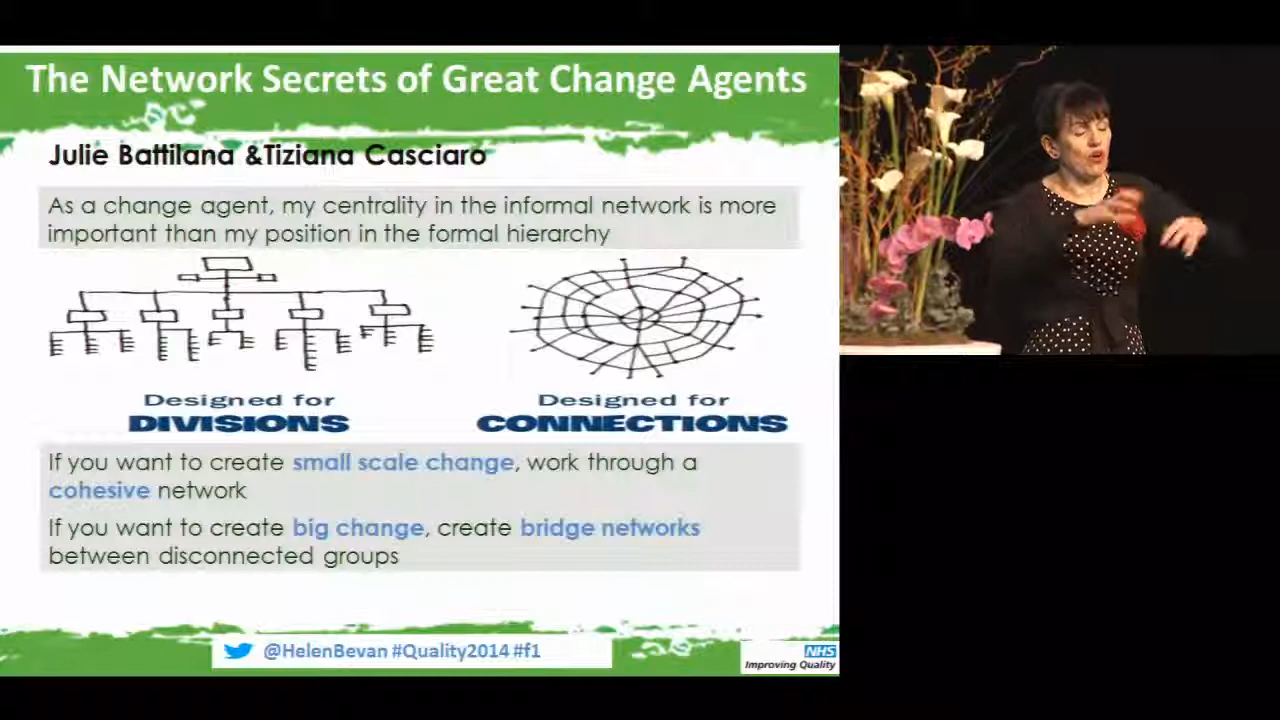 The Network Secrets of Great Change Agents
Julie Battilana &Tiziana Casciaro
As a change agent, my centrality in the informal network is more
important than my position in the formal hierarchy
Designed for
DIVISIONS
Designed for
CONNECTIONS
If you want to create small scale change, work through a
cohesive network
If you want to create big change, create bridge networks
between disconnected groups
@HelenBevan #Quality2014 #f1
NHS
Improving Quality